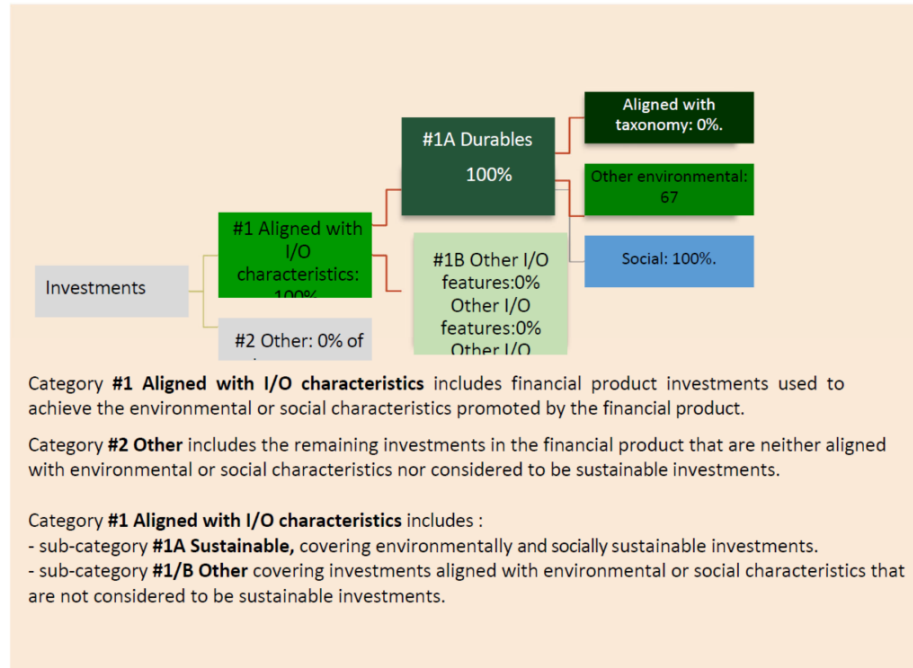 Aligned with
taxonomy: 0%.
#1A Durables
100%
Other environmental:
67
#1 Aligned with
I/O
characteristics:
100%
#1B Other I/O
features:0%
Other I/O
features:0%
Other I/O
Social: 100%.
Investments
#2 Other: 0% of
Category #1 Aligned with I/O characteristics includes financial product investments used to
achieve the environmental or social characteristics promoted by the financial product.
Category #2 Other includes the remaining investments in the financial product that are neither aligned
with environmental or social characteristics nor considered to be sustainable investments.
Category #1 Aligned with I/O characteristics includes :
- sub-category #1A Sustainable, covering environmentally and socially sustainable investments.
- sub-category #1/B Other covering investments aligned with environmental or social characteristics that
are not considered to be sustainable investments.